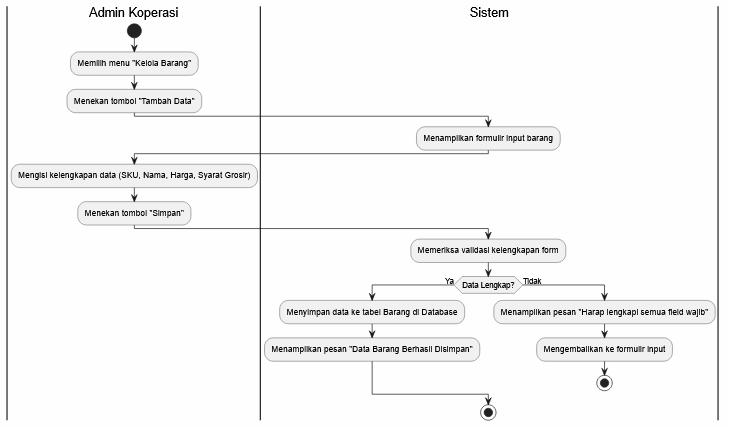 Admin Koperasi
Sistem
Memilih menu "Kelola Barang"
Menekan tombol "Tambah Data"
Menampilkan formulir input barang
Mengisi kelengkapan data (SKU, Nama, Harga, Syarat Grosir)
Menekan tombol "Simpan"
Memeriksa validasi kelengkapan form
Ya
Data Lengkap?
Tidak
Menyimpan data ke tabel Barang di Database
Menampilkan pesan "Harap lengkapi semua field wajib"
Menampilkan pesan "Data Barang Berhasil Disimpan"
Mengembalikan ke formulir input